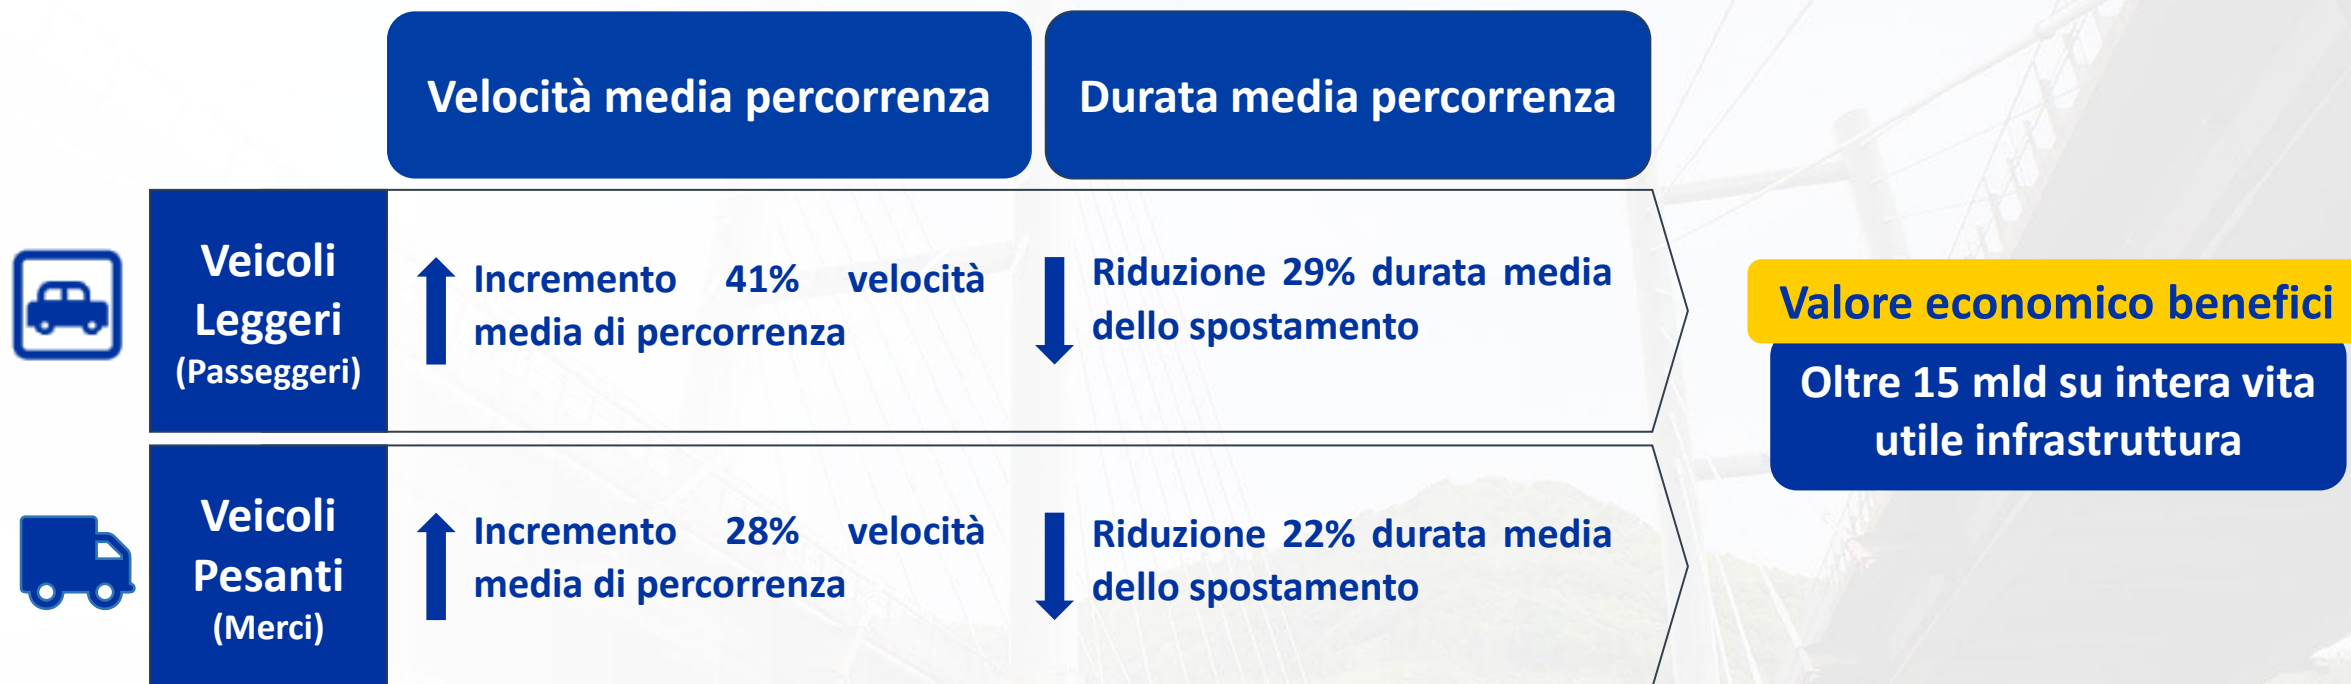 Velocità media percorrenza
Durata media percorrenza
Veicoli
Leggeri
(Passeggeri)
Incremento 41% velocità
media di percorrenza
Riduzione 29% durata media
dello spostamento
Valore economico benefici
Oltre 15 mld su intera vita
utile infrastruttura
Veicoli
Pesanti
(Merci)
Incremento 28% velocità
media di percorrenza
Riduzione 22% durata media
dello spostamento